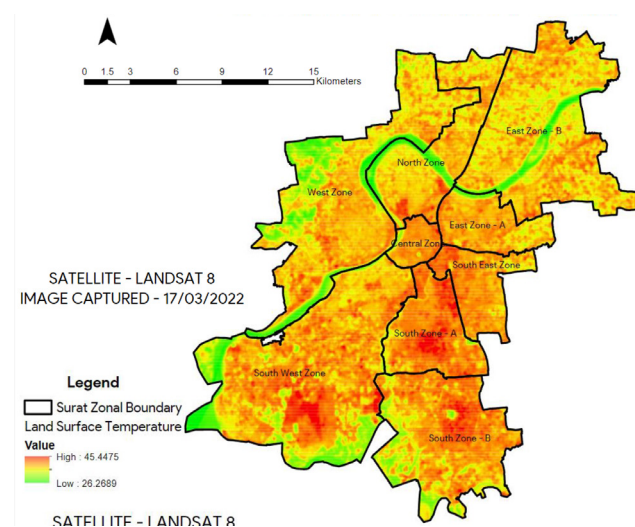 0 1.5 3 6 9 12 15
Kilometers
East Zone - B
North Zone
West Zone
East Zone - A
Central Zone
South East Zone
SATELLITE - LANDSAT 8
IMAGE CAPTURED - 17/03/2022
South Zone - A
South West Zone
Legend
Surat Zonal Boundary
Land Surface Temperature
Value
High : 45.4475
Low : 26.2689
South Zone - B
SATELLITE - LANDSAT 8